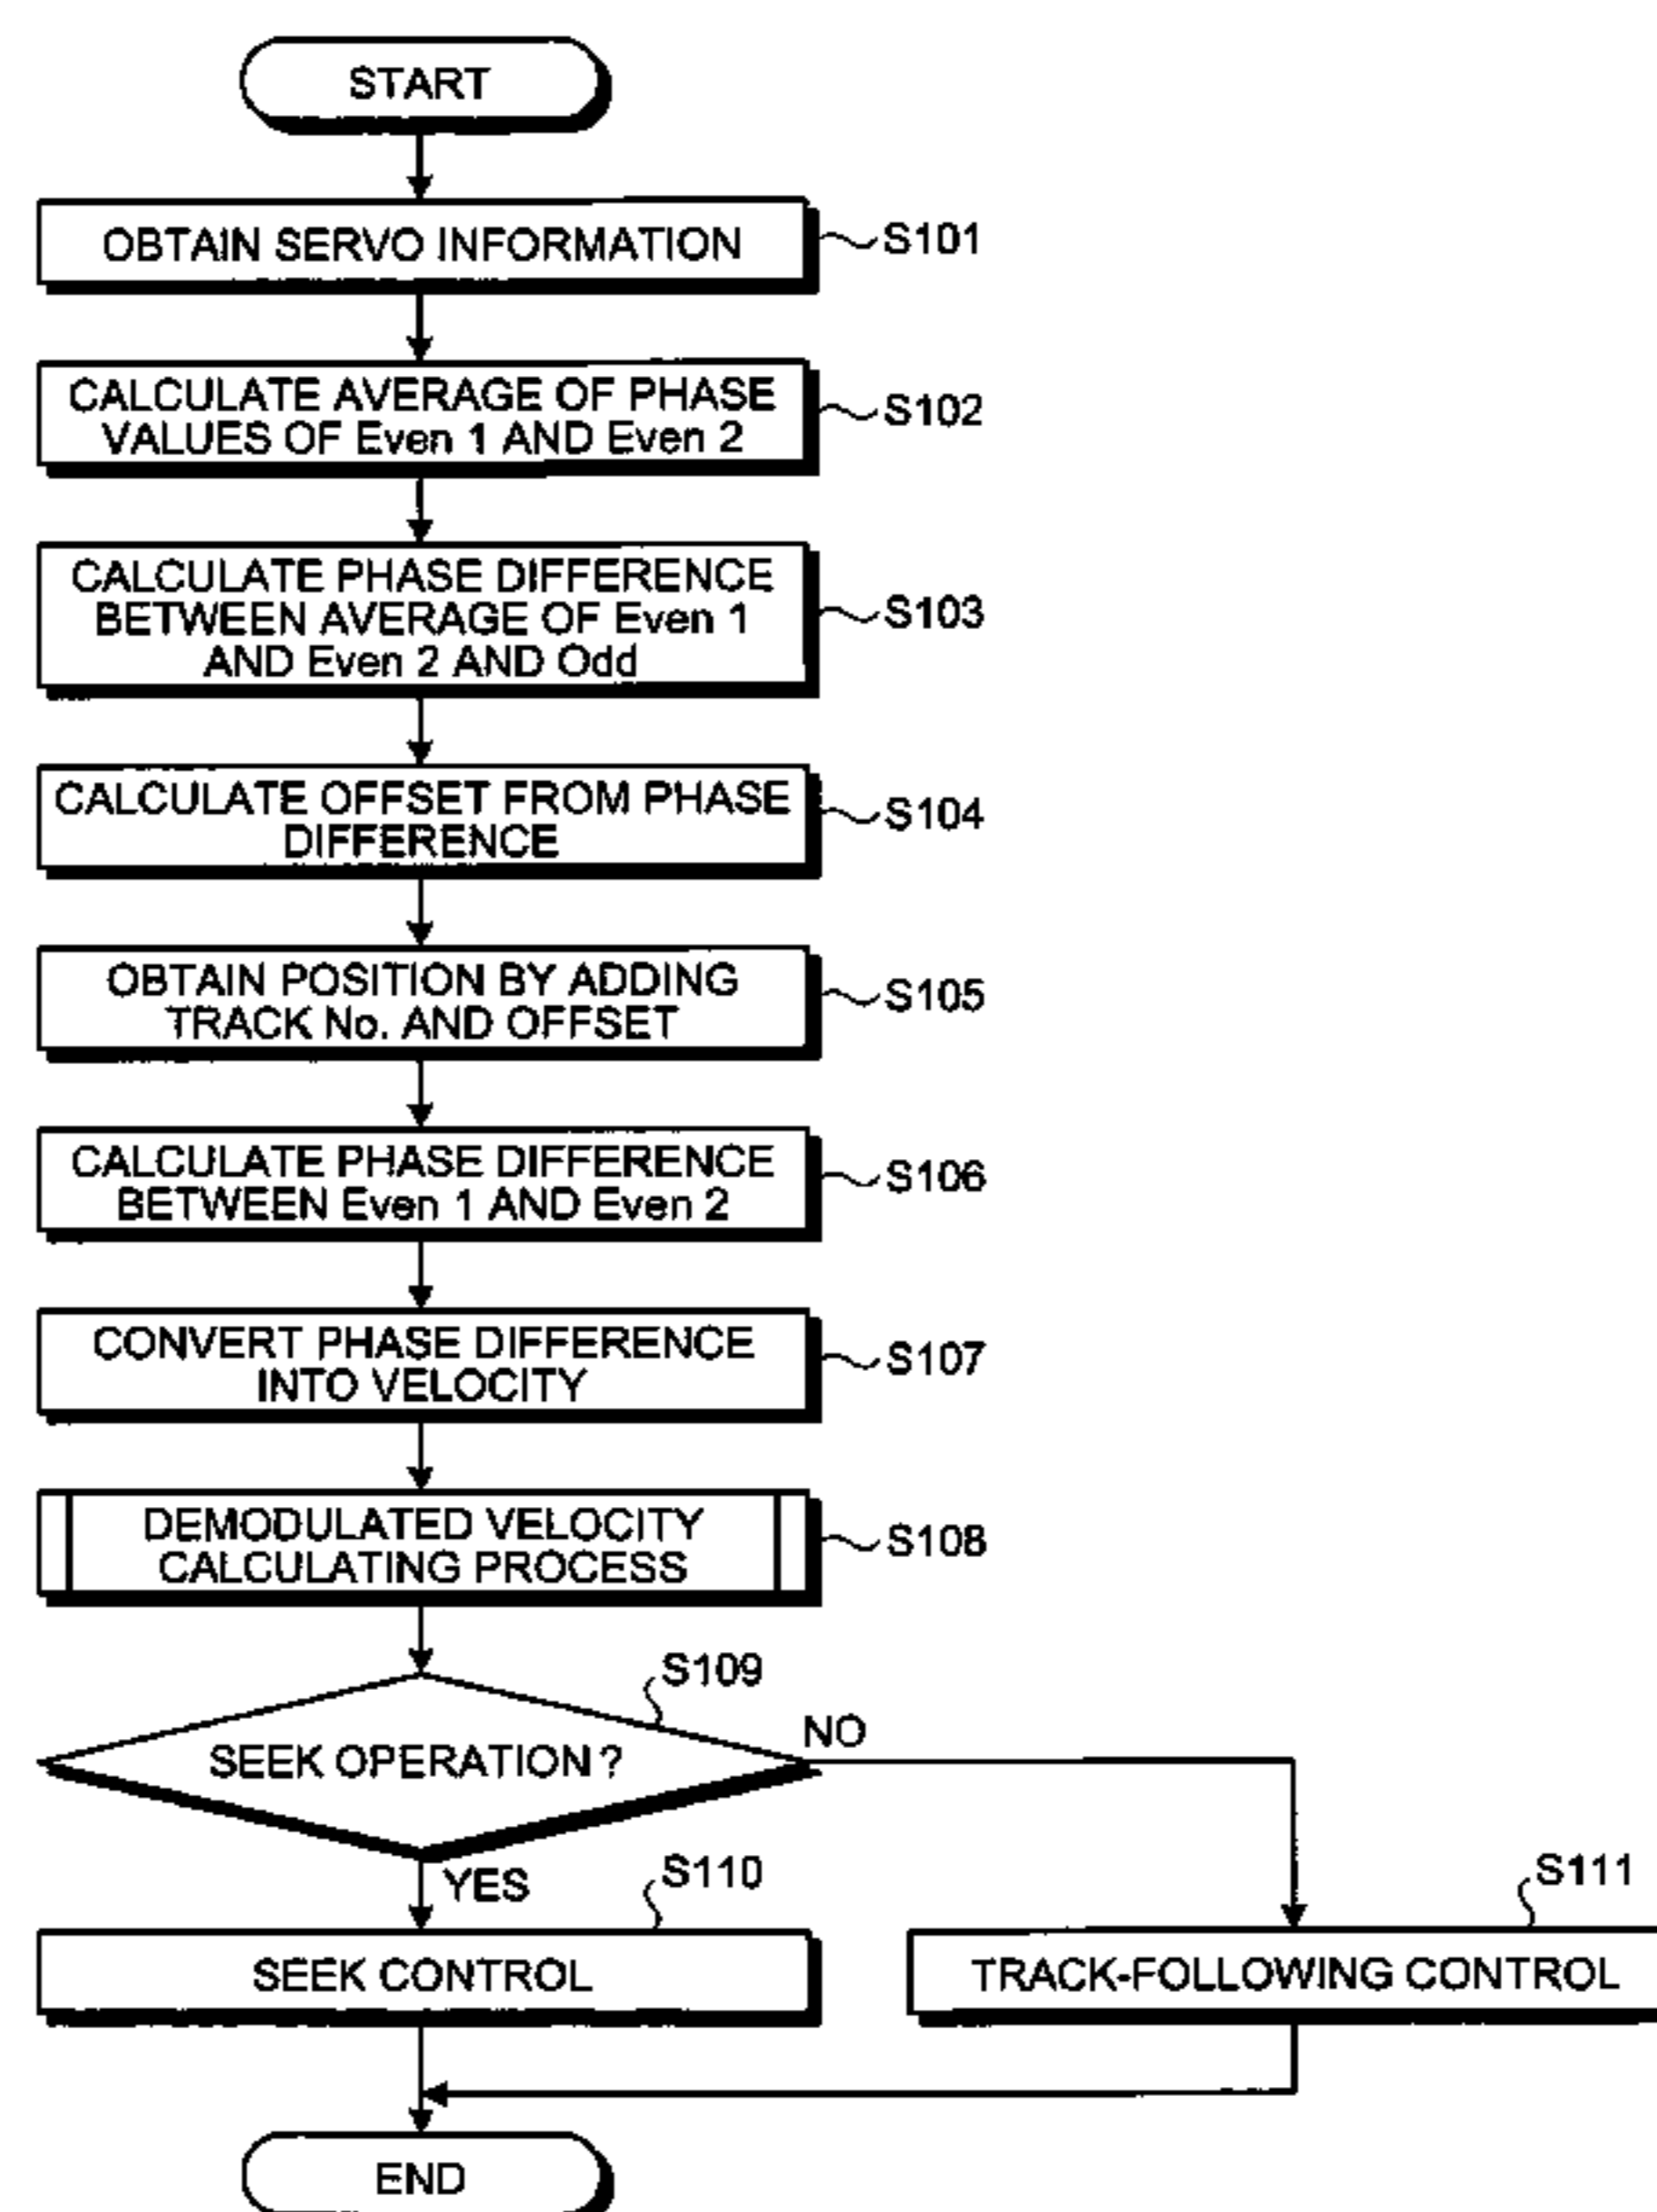 START
OBTAIN SERVO INFORMATION
S101
CALCULATE AVERAGE OF PHASE
VALUES OF Even 1 AND Even 2
S102
CALCULATE PHASE DIFFERENCE
BETWEEN AVERAGE OF Even 1
AND Even 2 AND Odd
S103
CALCULATE OFFSET FROM PHASE
DIFFERENCE
S104
OBTAIN POSITION BY ADDING
TRACK No. AND OFFSET
S105
CALCULATE PHASE DIFFERENCE
BETWEEN Even 1 AND Even 2
S106
CONVERT PHASE DIFFERENCE
INTO VELOCITY
S107
DEMODULATED VELOCITY
CALCULATING PROCESS
S108
S109
SEEK OPERATION?
NO
YES
S110
SEEK CONTROL
S111
TRACK-FOLLOWING CONTROL
END